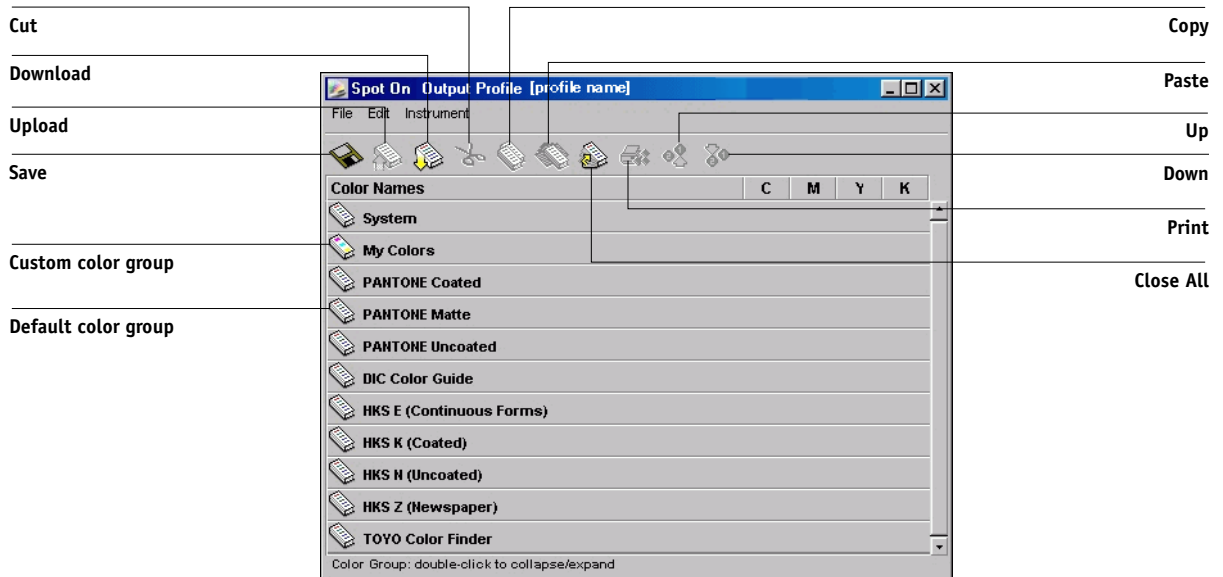 Cut
Download
Upload
Save
Custom color group
Default color group
Copy
Paste
Up
Down
Print
Close All
Spot On Output Profile [profile name]
File Edit Instrument
Color Names C M Y K
System
My Colors
PANTONE Coated
PANTONE Matte
PANTONE Uncoated
DIC Color Guide
HKS E (Continuous Forms)
HKS K (Coated)
HKS N (Uncoated)
HKS Z (Newspaper)
TOYO Color Finder
Color Group: double-click to collapse/expand